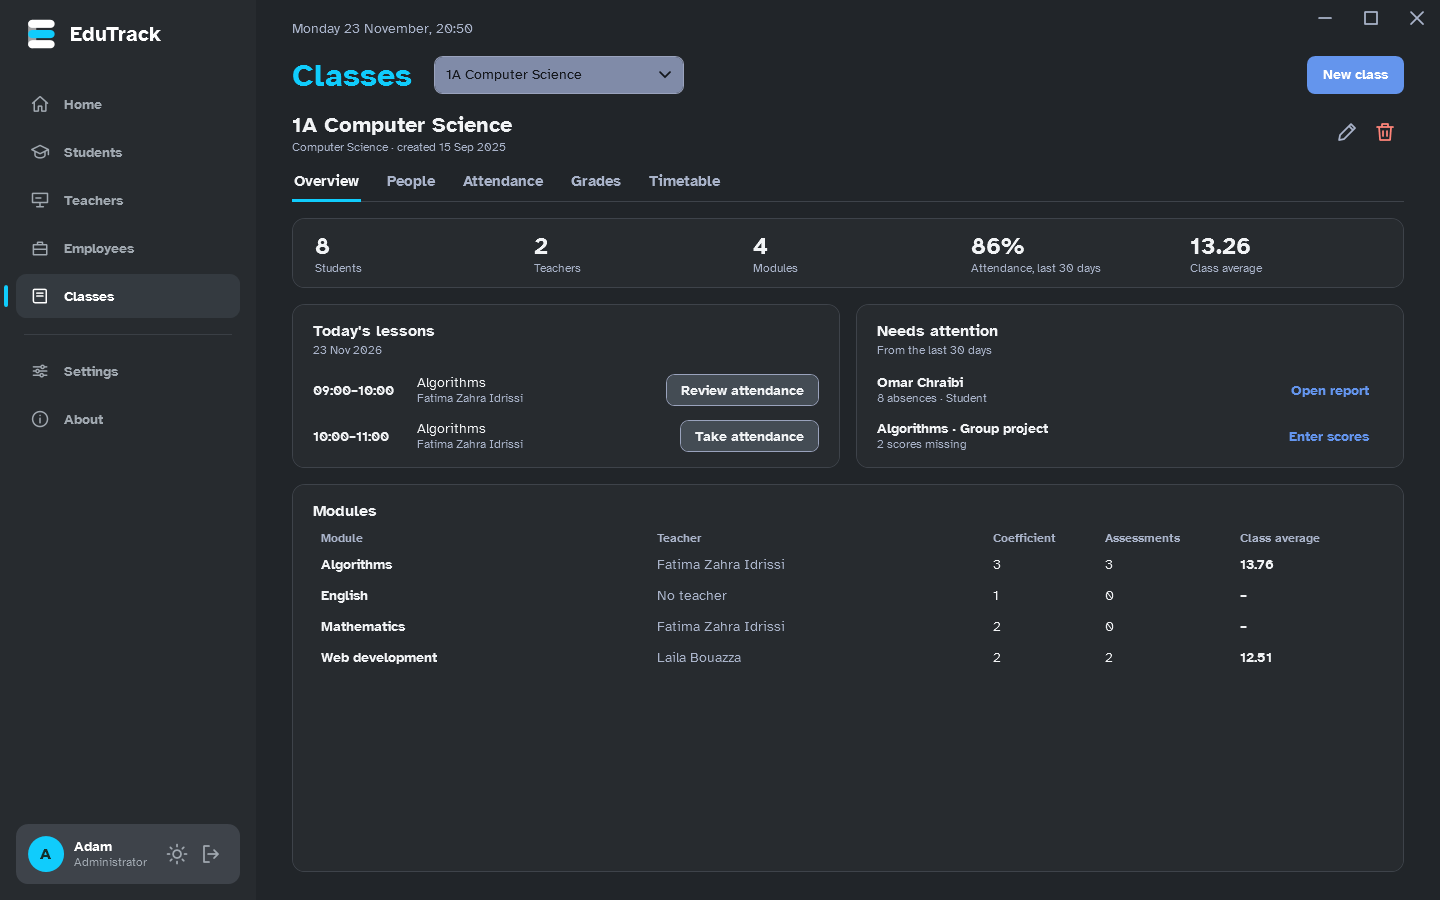 EduTrack
Home
Students
Teachers
Employees
Classes
Settings
About
A
Adam
Administrator
Monday 23 November, 20:50
Classes
1A Computer Science
New class
1A Computer Science
Computer Science · created 15 Sep 2025
Overview People Attendance Grades Timetable
8 2 4 86% 13.26
Students Teachers Modules Attendance, last 30 days Class average
Today's lessons
23 Nov 2026
09:00–10:00 Algorithms Review attendance
Fatima Zahra Idrissi
10:00–11:00 Algorithms Take attendance
Fatima Zahra Idrissi
Needs attention
From the last 30 days
Omar Chraibi Open report
8 absences · Student
Algorithms · Group project Enter scores
2 scores missing
Modules
Module Teacher Coefficient Assessments Class average
Algorithms Fatima Zahra Idrissi 3 3 13.76
English No teacher 1 0 –
Mathematics Fatima Zahra Idrissi 2 0 –
Web development Laila Bouazza 2 2 12.51